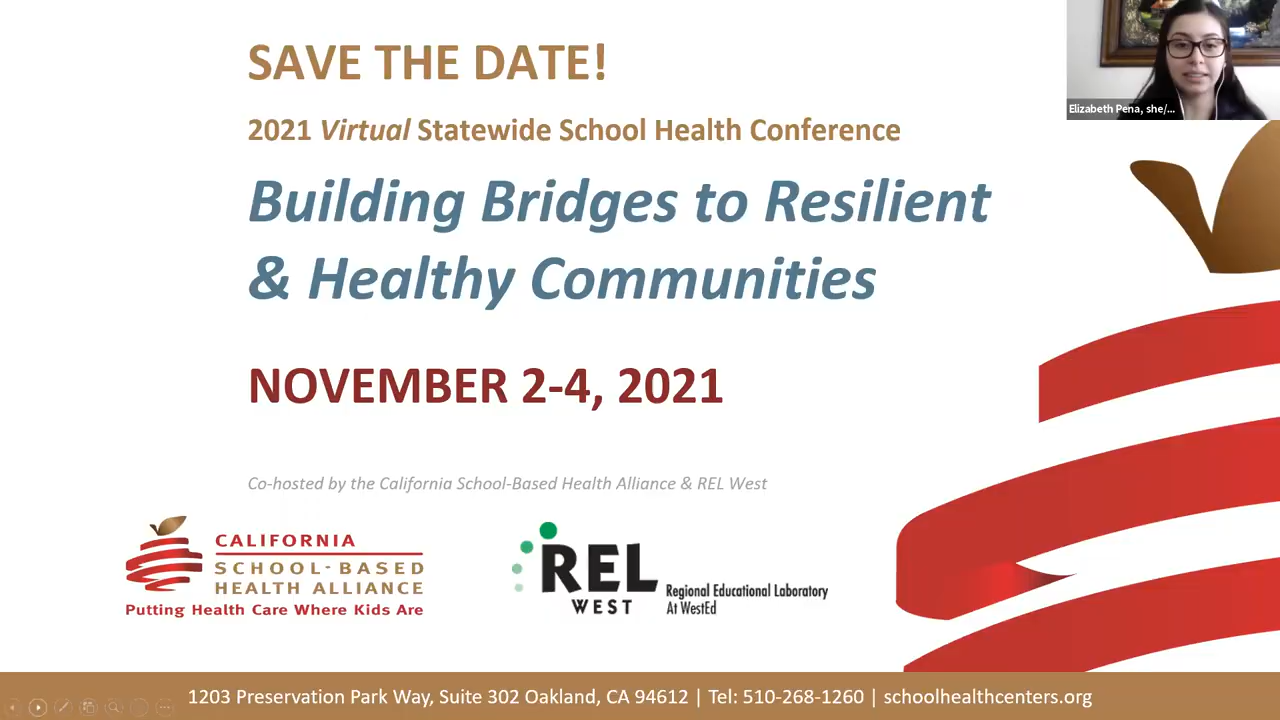 SAVE THE DATE!
2021 Virtual Statewide School Health Conference
Building Bridges to Resilient
& Healthy Communities
NOVEMBER 2-4, 2021
Co-hosted by the California School-Based Health Alliance & REL West
CALIFORNIA
SCHOOL-BASED
HEALTH ALLIANCE
Putting Health Care Where Kids Are
REL
WEST
Regional Educational Laboratory
At WestEd
1203 Preservation Park Way, Suite 302 Oakland, CA 94612 | Tel: 510-268-1260 | schoolhealthcenters.org
Elizabeth Pena, she/...